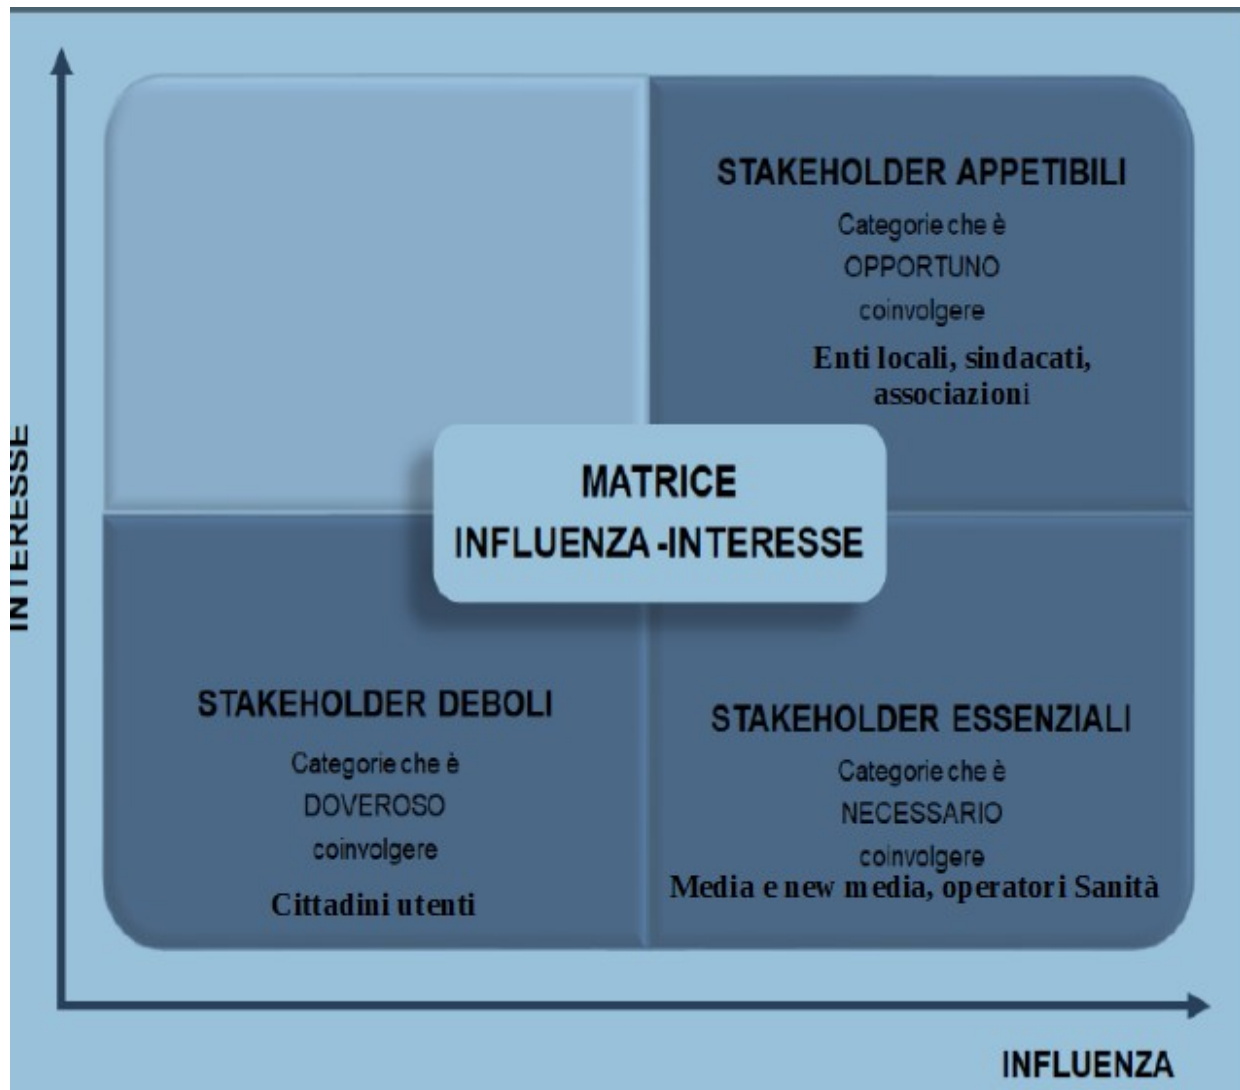 STAKEHOLDER APPETIBILI
Categorie che è
OPPORTUNO
coinvolgere
Enti locali, sindacati,
associazioni
INTERESSE
MATRICE
INFLUENZA-INTERESSE
STAKEHOLDER DEBOLI
Categorie che è
DOVEROSO
coinvolgere
Cittadini utenti
STAKEHOLDER ESSENZIALI
Categorie che è
NECESSARIO
coinvolgere
Media e new media, operatori Sanità
INFLUENZA